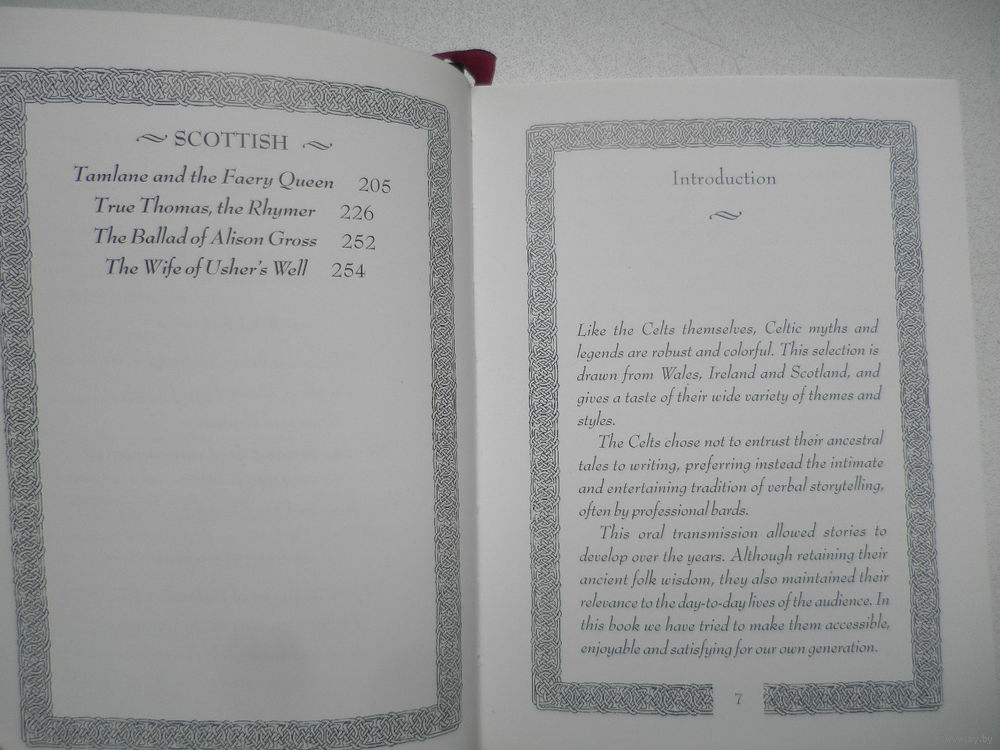 SCOTTISH
Tamlane and the Faery Queen 205
True Thomas, the Rhymer 226
The Ballad of Alison Gross 252
The Wife of Usher's Well 254
Introduction
Like the Celts themselves, Celtic myths and
legends are robust and colorful. This selection is
drawn from Wales, Ireland and Scotland, and
gives a taste of their wide variety of themes and
styles.
The Celts chose not to entrust their ancestral
tales to writing, preferring instead the intimate
and entertaining tradition of verbal storytelling,
often by professional bards.
This oral transmission allowed stories to
develop over the years. Although retaining their
ancient folk wisdom, they also maintained their
relevance to the day-to-day lives of the audience. In
this book we have tried to make them accessible,
enjoyable and satisfying for our own generation.
7